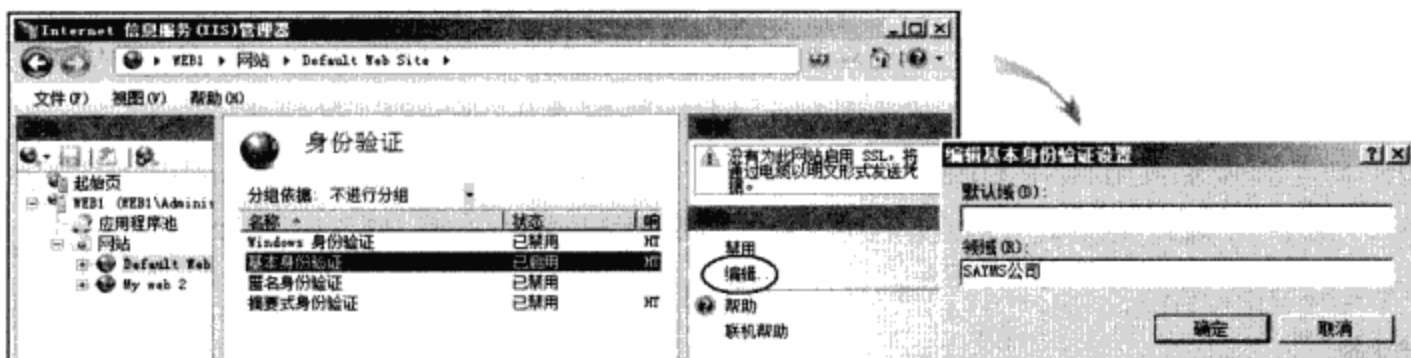 Internet 信息服务(IIS)管理器
WEB1 ▸ 网站 ▸ Default Web Site ▸
文件(F) 视图(V) 帮助(H)
起始页
WEB1 (WEB1\Adminis
应用程序池
网站
Default Web
My web 2
身份验证
分组依据: 不进行分组
名称 状态 响
Windows 身份验证 已禁用 HT
基本身份验证 已启用 HT
匿名身份验证 已禁用
摘要式身份验证 已禁用 HT
没有为此网站启用 SSL，将
通过电缆以明文形式发送凭
据。
禁用
编辑...
帮助
联机帮助
编辑基本身份验证设置
默认域(D):
领域(R):
SAYMS公司
确定 取消